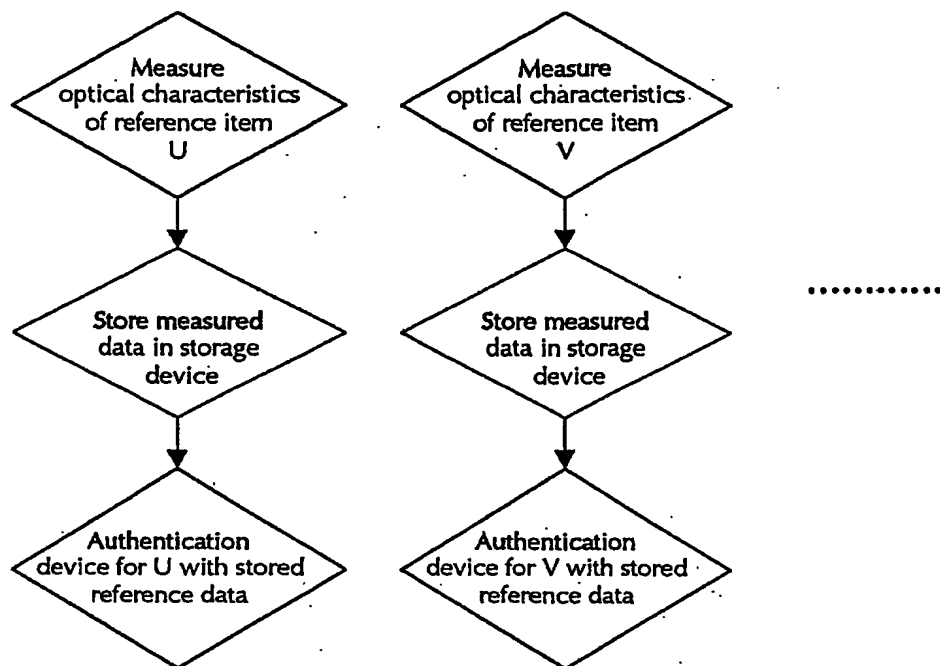 Measure
optical characteristics
of reference item
U
Store measured
data in storage
device
Authentication
device for U with stored
reference data
Measure
optical characteristics
of reference item
V
Store measured
data in storage
device
Authentication
device for V with stored
reference data